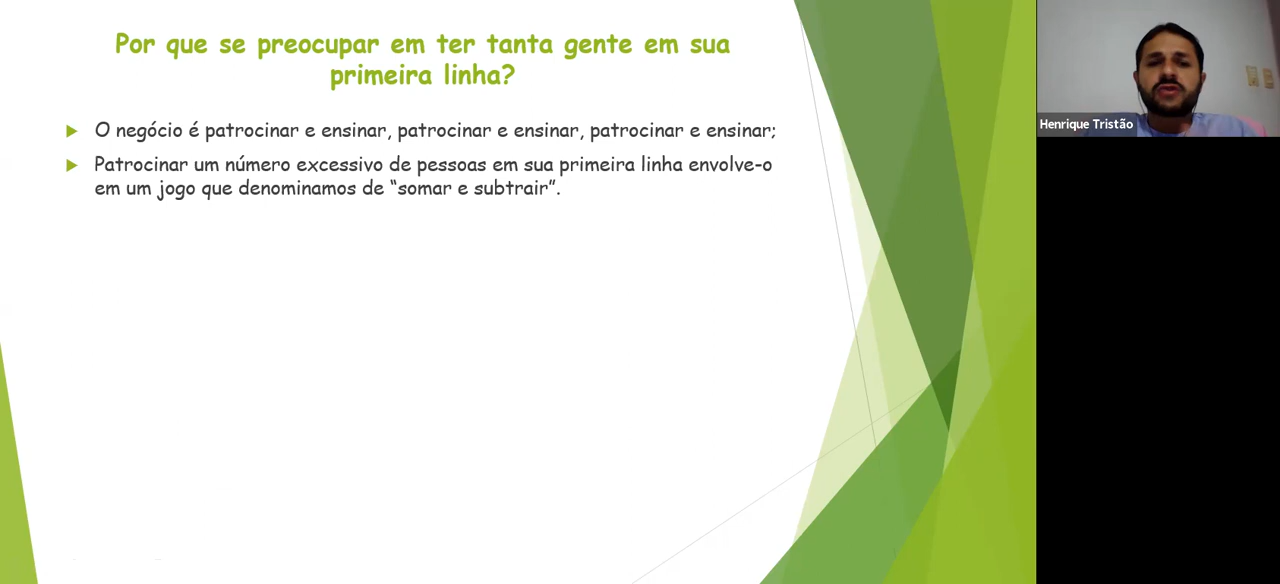 Por que se preocupar em ter tanta gente em sua
primeira linha?
O negócio é patrocinar e ensinar, patrocinar e ensinar, patrocinar e ensinar;
Patrocinar um número excessivo de pessoas em sua primeira linha envolve-o
em um jogo que denominamos de “somar e subtrair”.
Henrique Tristão